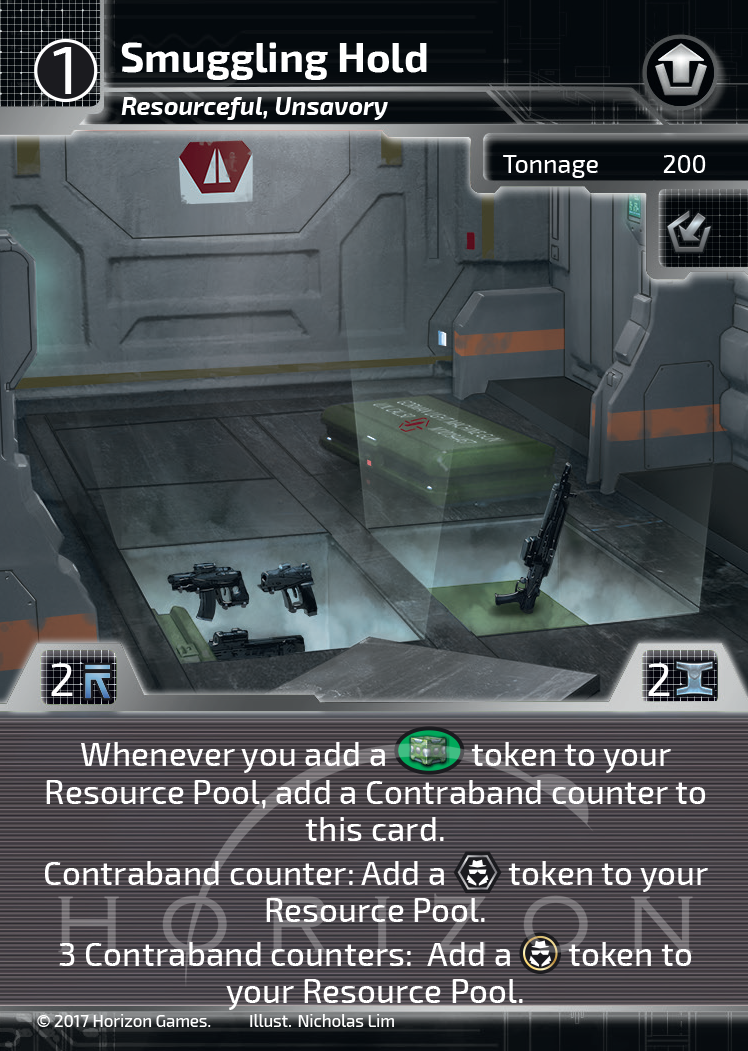 1
Smuggling Hold
Resourceful, Unsavory
Tonnage 200
2
2
Whenever you add a token to your
Resource Pool, add a Contraband counter to
this card.
Contraband counter: Add a token to your
Resource Pool.
3 Contraband counters: Add a token to
your Resource Pool.
HORIZON
© 2017 Horizon Games. Illust. Nicholas Lim